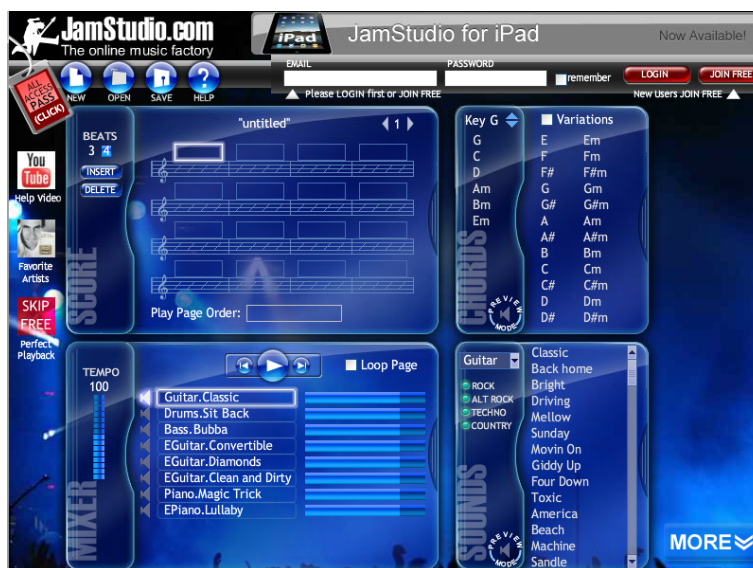 JamStudio.com
The online music factory
iPad
JamStudio for iPad
Now Available!
EMAIL
PASSWORD
remember
LOGIN
JOIN FREE
Please LOGIN first or JOIN FREE
New Users JOIN FREE
ALL
ACCESS
PASS
(CLICK)
NEW
OPEN
SAVE
HELP
You
Tube
Help Video
Favorite
Artists
SKIP
FREE
Perfect
Playback
BEATS
3 4
INSERT
DELETE
SCORE
"untitled"
1
Play Page Order:
Key G
G
C
D
Am
Bm
Em
CHORDS
PREVIEW
MODE
Variations
E Em
F Fm
F# F#m
G Gm
G# G#m
A Am
A# A#m
B Bm
C Cm
C# C#m
D Dm
D# D#m
TEMPO
100
MIXER
Loop Page
Guitar.Classic
Drums.Sit Back
Bass.Bubba
EGuitar.Convertible
EGuitar.Diamonds
EGuitar.Clean and Dirty
Piano.Magic Trick
EPiano.Lullaby
Guitar
ROCK
ALT ROCK
TECHNO
COUNTRY
SOUNDS
PREVIEW
MODE
Classic
Back home
Bright
Driving
Mellow
Sunday
Movin On
Giddy Up
Four Down
Toxic
America
Beach
Machine
Sandle
MORE